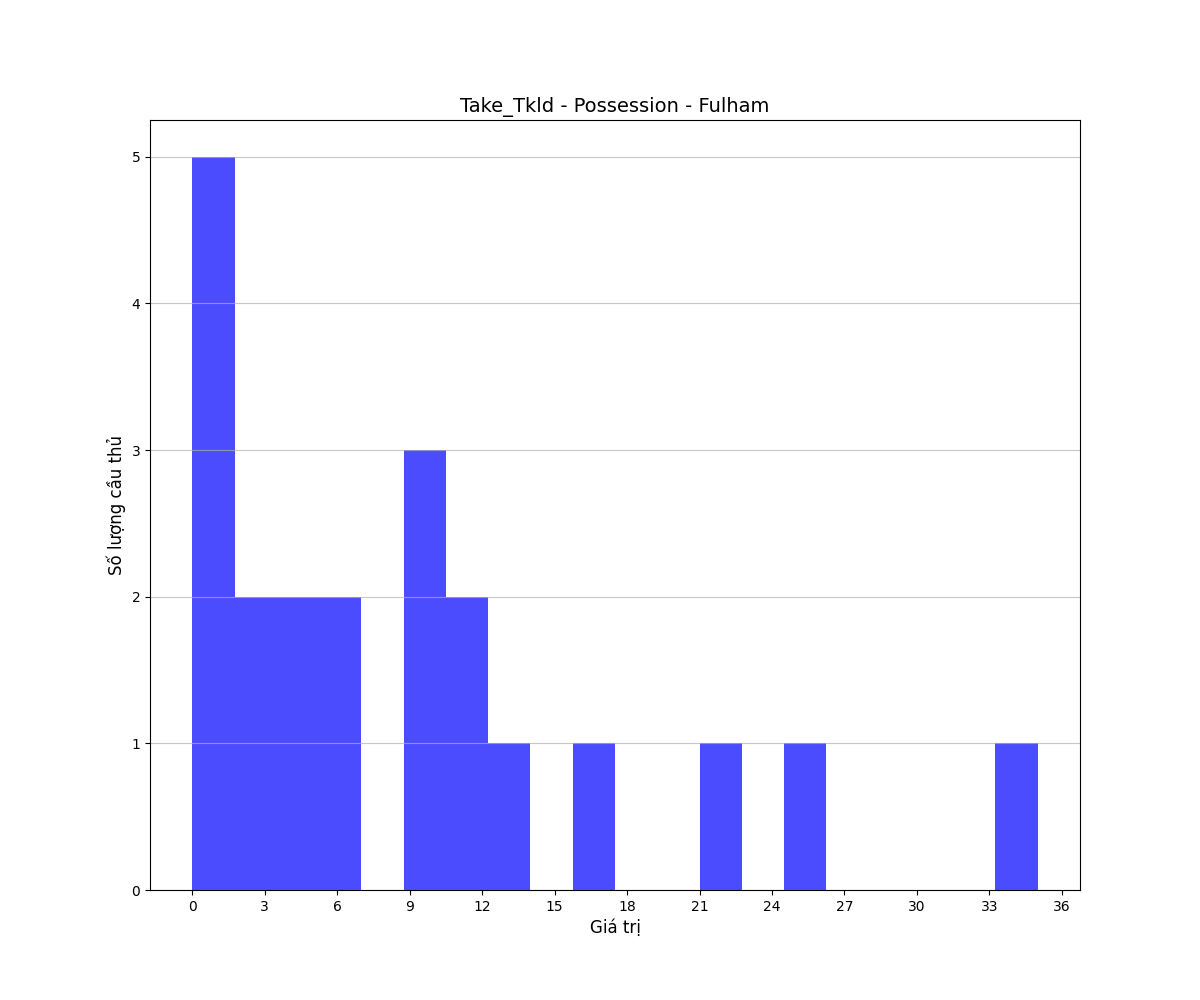 Take_Tkld - Possession - Fulham
5
4
3
2
1
0
Số lượng cầu thủ
0 3 6 9 12 15 18 21 24 27 30 33 36
Giá trị